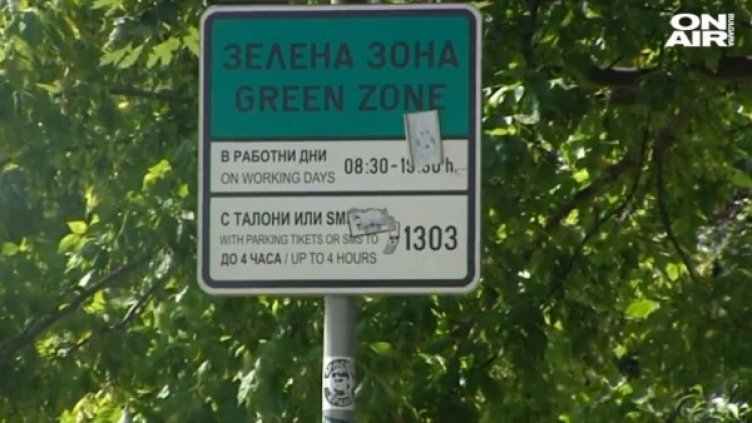 ON
AIR
BULGARIA
ЗЕЛЕНА ЗОНА
GREEN ZONE
В РАБОТНИ ДНИ
ON WORKING DAYS
08:30-19:30 h.
С ТАЛОНИ ИЛИ
WITH PARKING TIKETS OR SMS TO
1303
ДО 4 ЧАСА / UP TO 4 HOURS